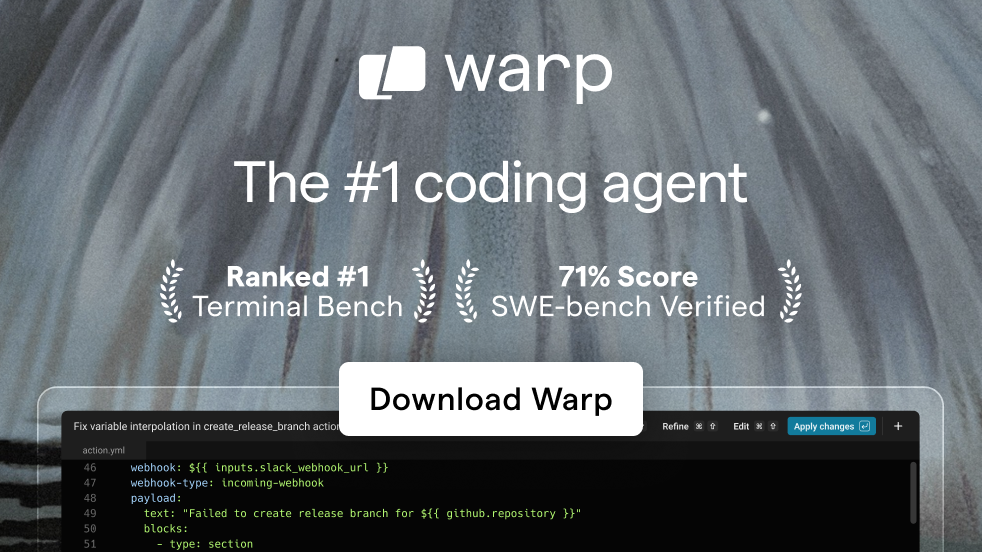 warp
The #1 coding agent
Ranked #1
Terminal Bench
71% Score
SWE-bench Verified
Download Warp
Fix variable interpolation in create_release_branch action
Refine ⌘ ⇧
Edit ⌘ ⇧
Apply changes
+
action.yml
46 webhook: ${{ inputs.slack_webhook_url }}
47 webhook-type: incoming-webhook
48 payload:
49 text: "Failed to create release branch for ${{ github.repository }}"
50 blocks:
51 - type: section